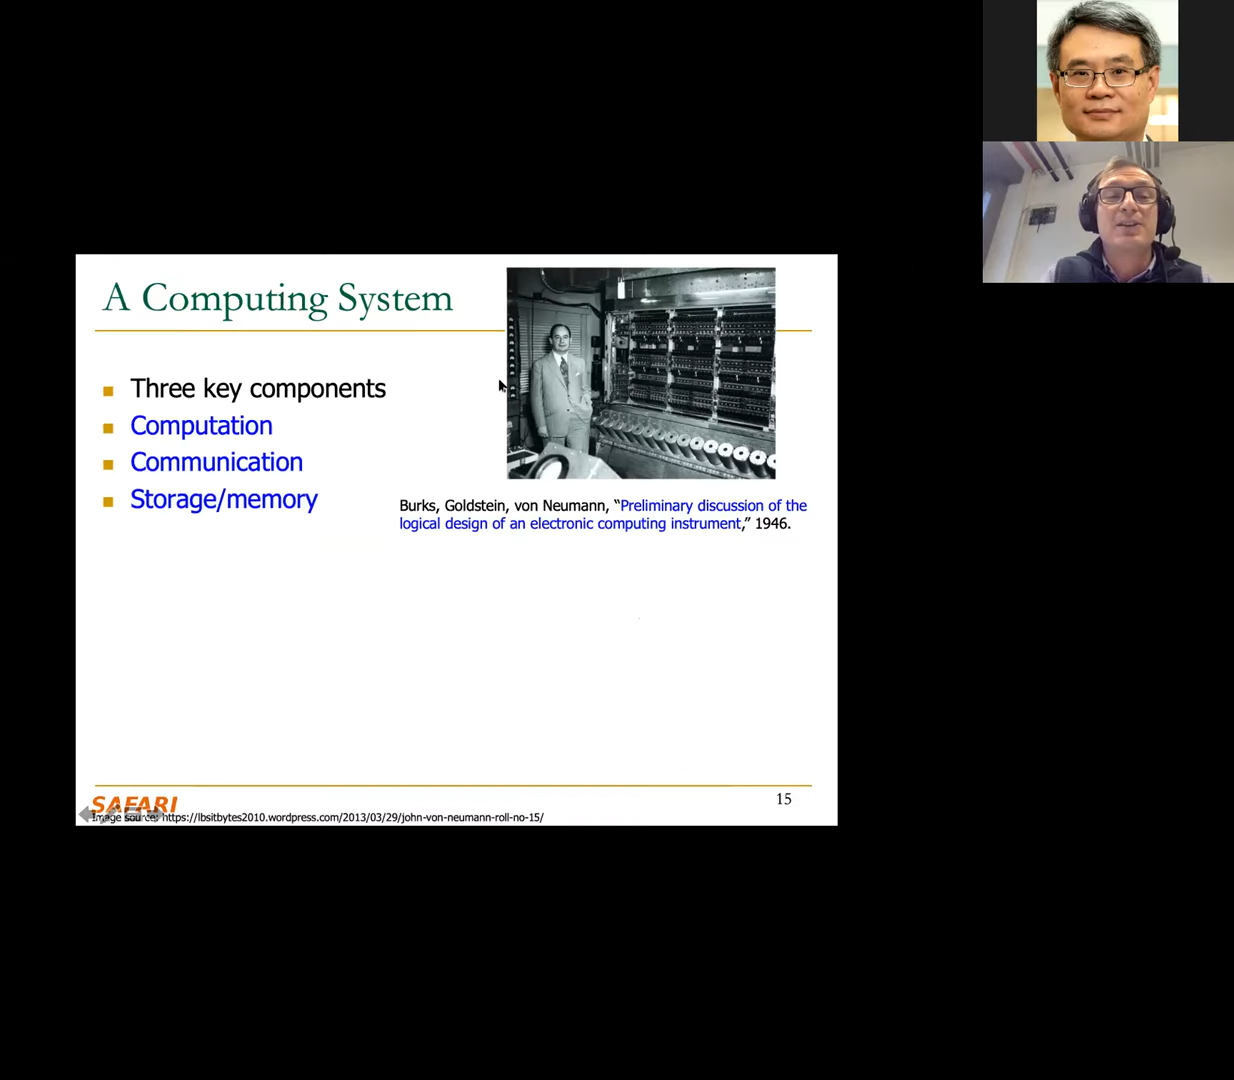 A Computing System
Three key components
Computation
Communication
Storage/memory
Burks, Goldstein, von Neumann, “Preliminary discussion of the
logical design of an electronic computing instrument,” 1946.
15
SAFARI
Image source: https://lbsitbytes2010.wordpress.com/2013/03/29/john-von-neumann-roll-no-15/